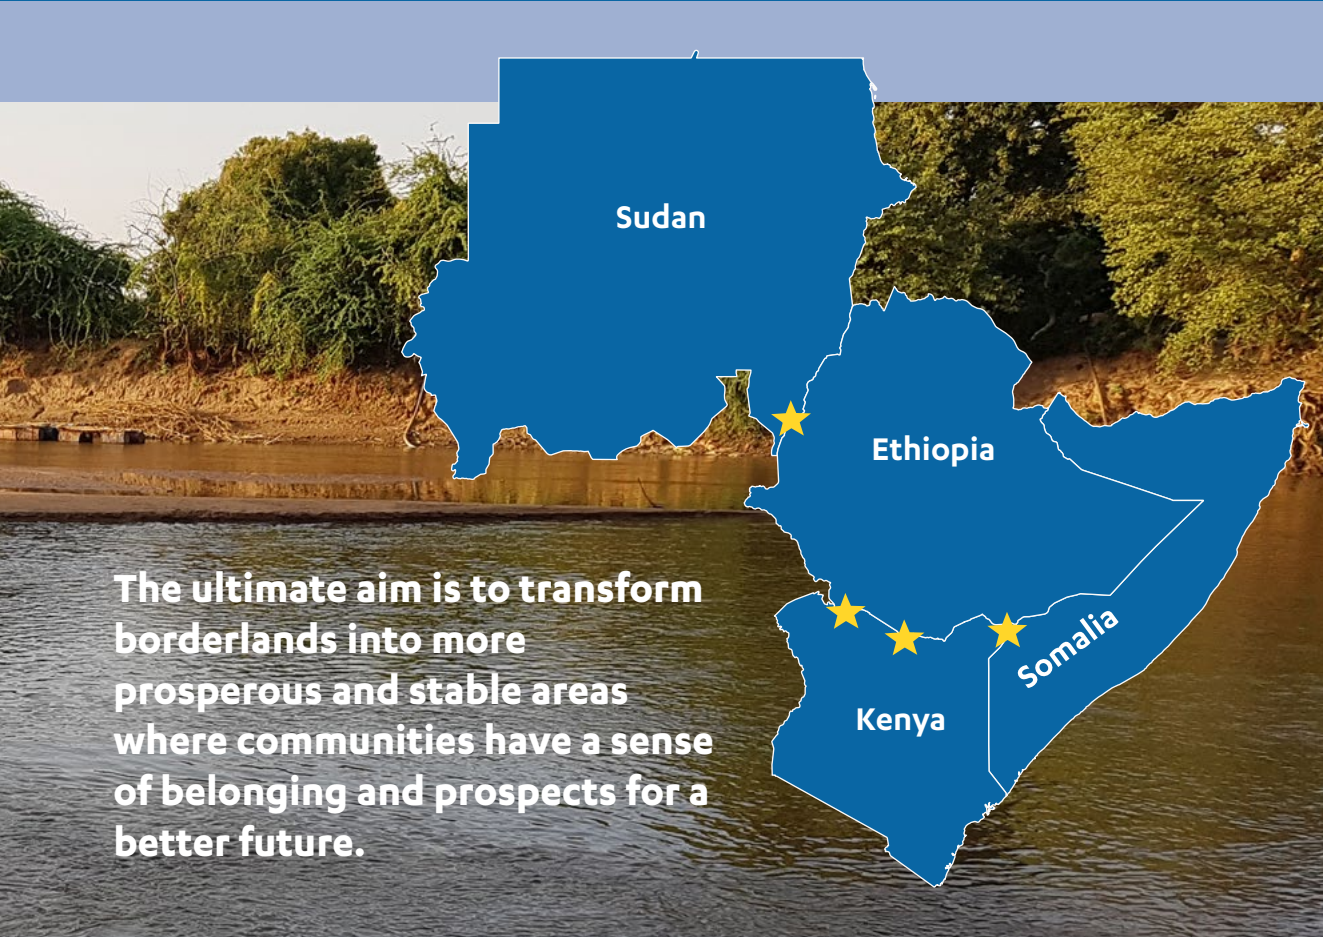 Sudan
Ethiopia
Somalia
Kenya
The ultimate aim is to transform
borderlands into more
prosperous and stable areas
where communities have a sense
of belonging and prospects for a
better future.